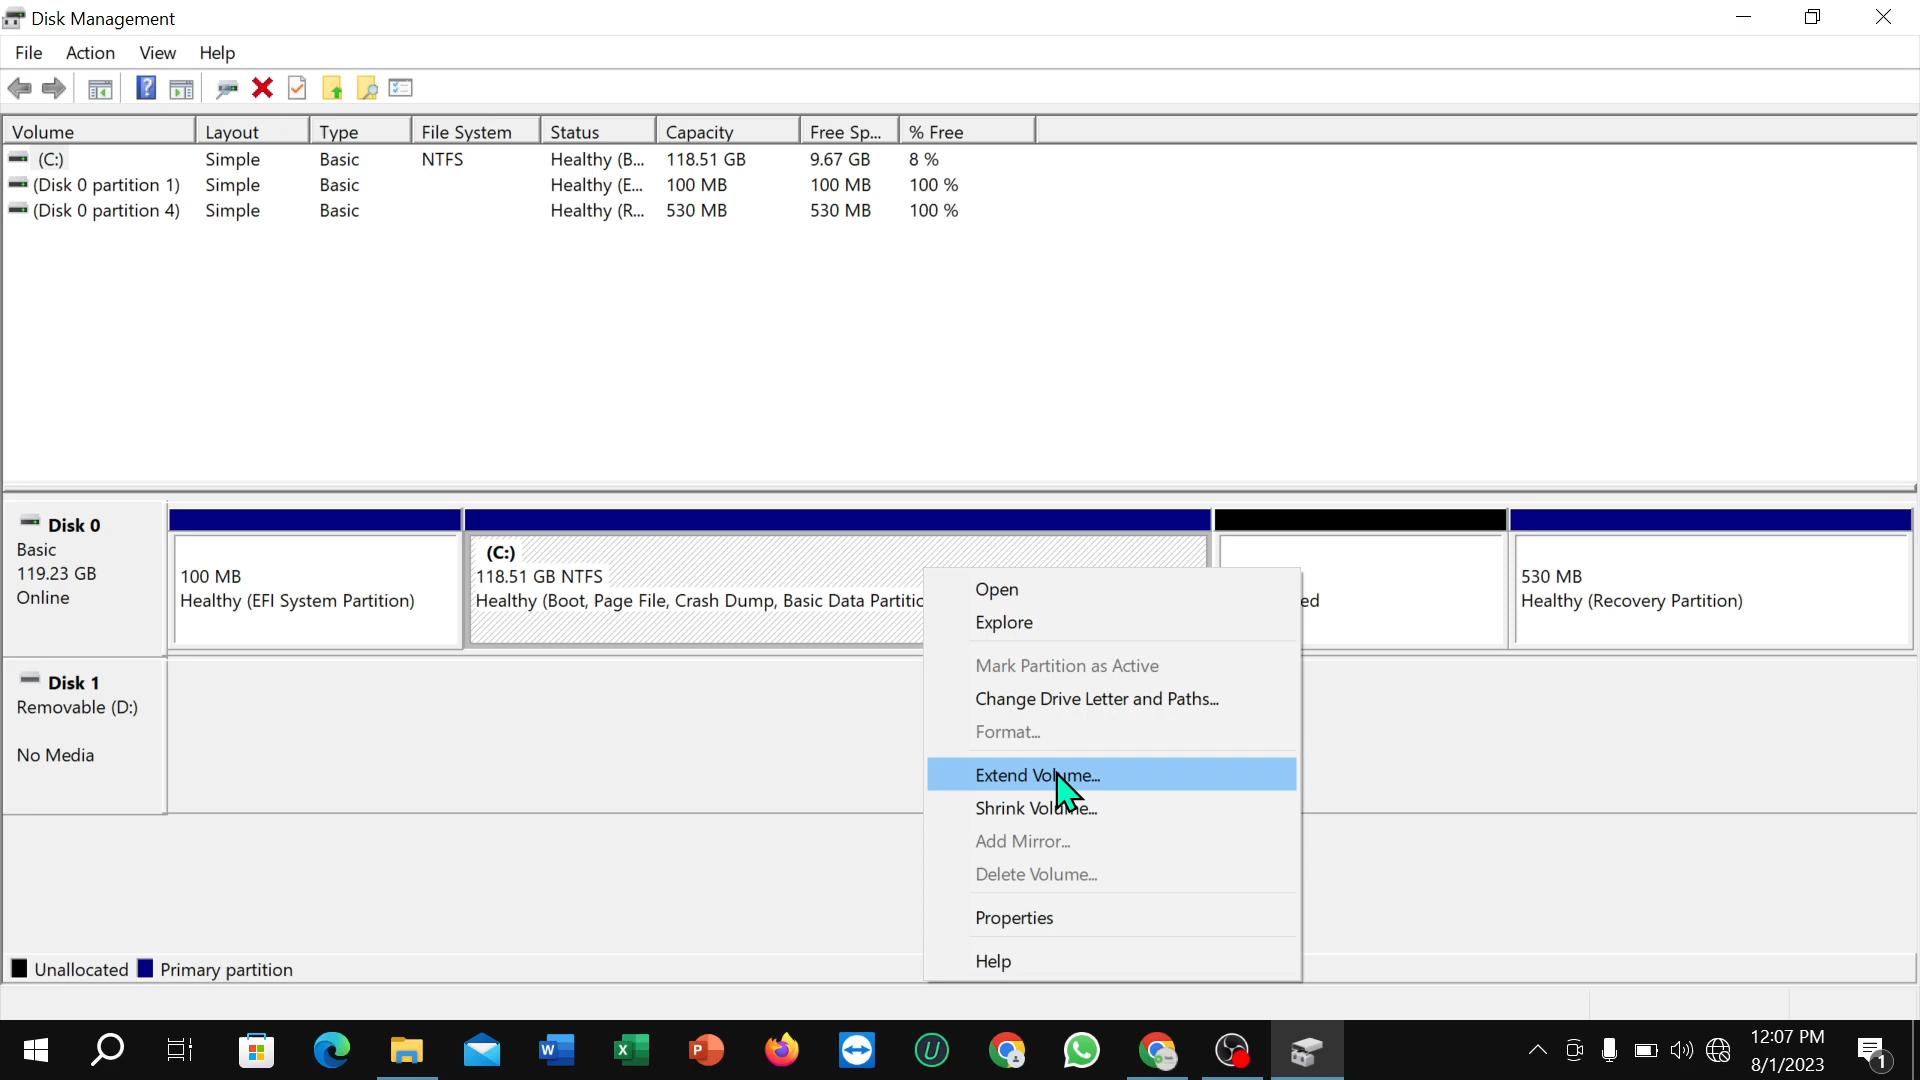 Disk Management
File Action View Help
Volume Layout Type File System Status Capacity Free Sp... % Free
(C:) Simple Basic NTFS Healthy (B... 118.51 GB 9.67 GB 8 %
(Disk 0 partition 1) Simple Basic Healthy (E... 100 MB 100 MB 100 %
(Disk 0 partition 4) Simple Basic Healthy (R... 530 MB 530 MB 100 %
Disk 0
Basic
119.23 GB
Online
100 MB
Healthy (EFI System Partition)
(C:)
118.51 GB NTFS
Healthy (Boot, Page File, Crash Dump, Basic Data Partitic
ed
530 MB
Healthy (Recovery Partition)
Open
Explore
Mark Partition as Active
Change Drive Letter and Paths...
Format...
Extend Volume...
Shrink Volume...
Add Mirror...
Delete Volume...
Properties
Help
Disk 1
Removable (D:)
No Media
Unallocated Primary partition
12:07 PM
8/1/2023
1